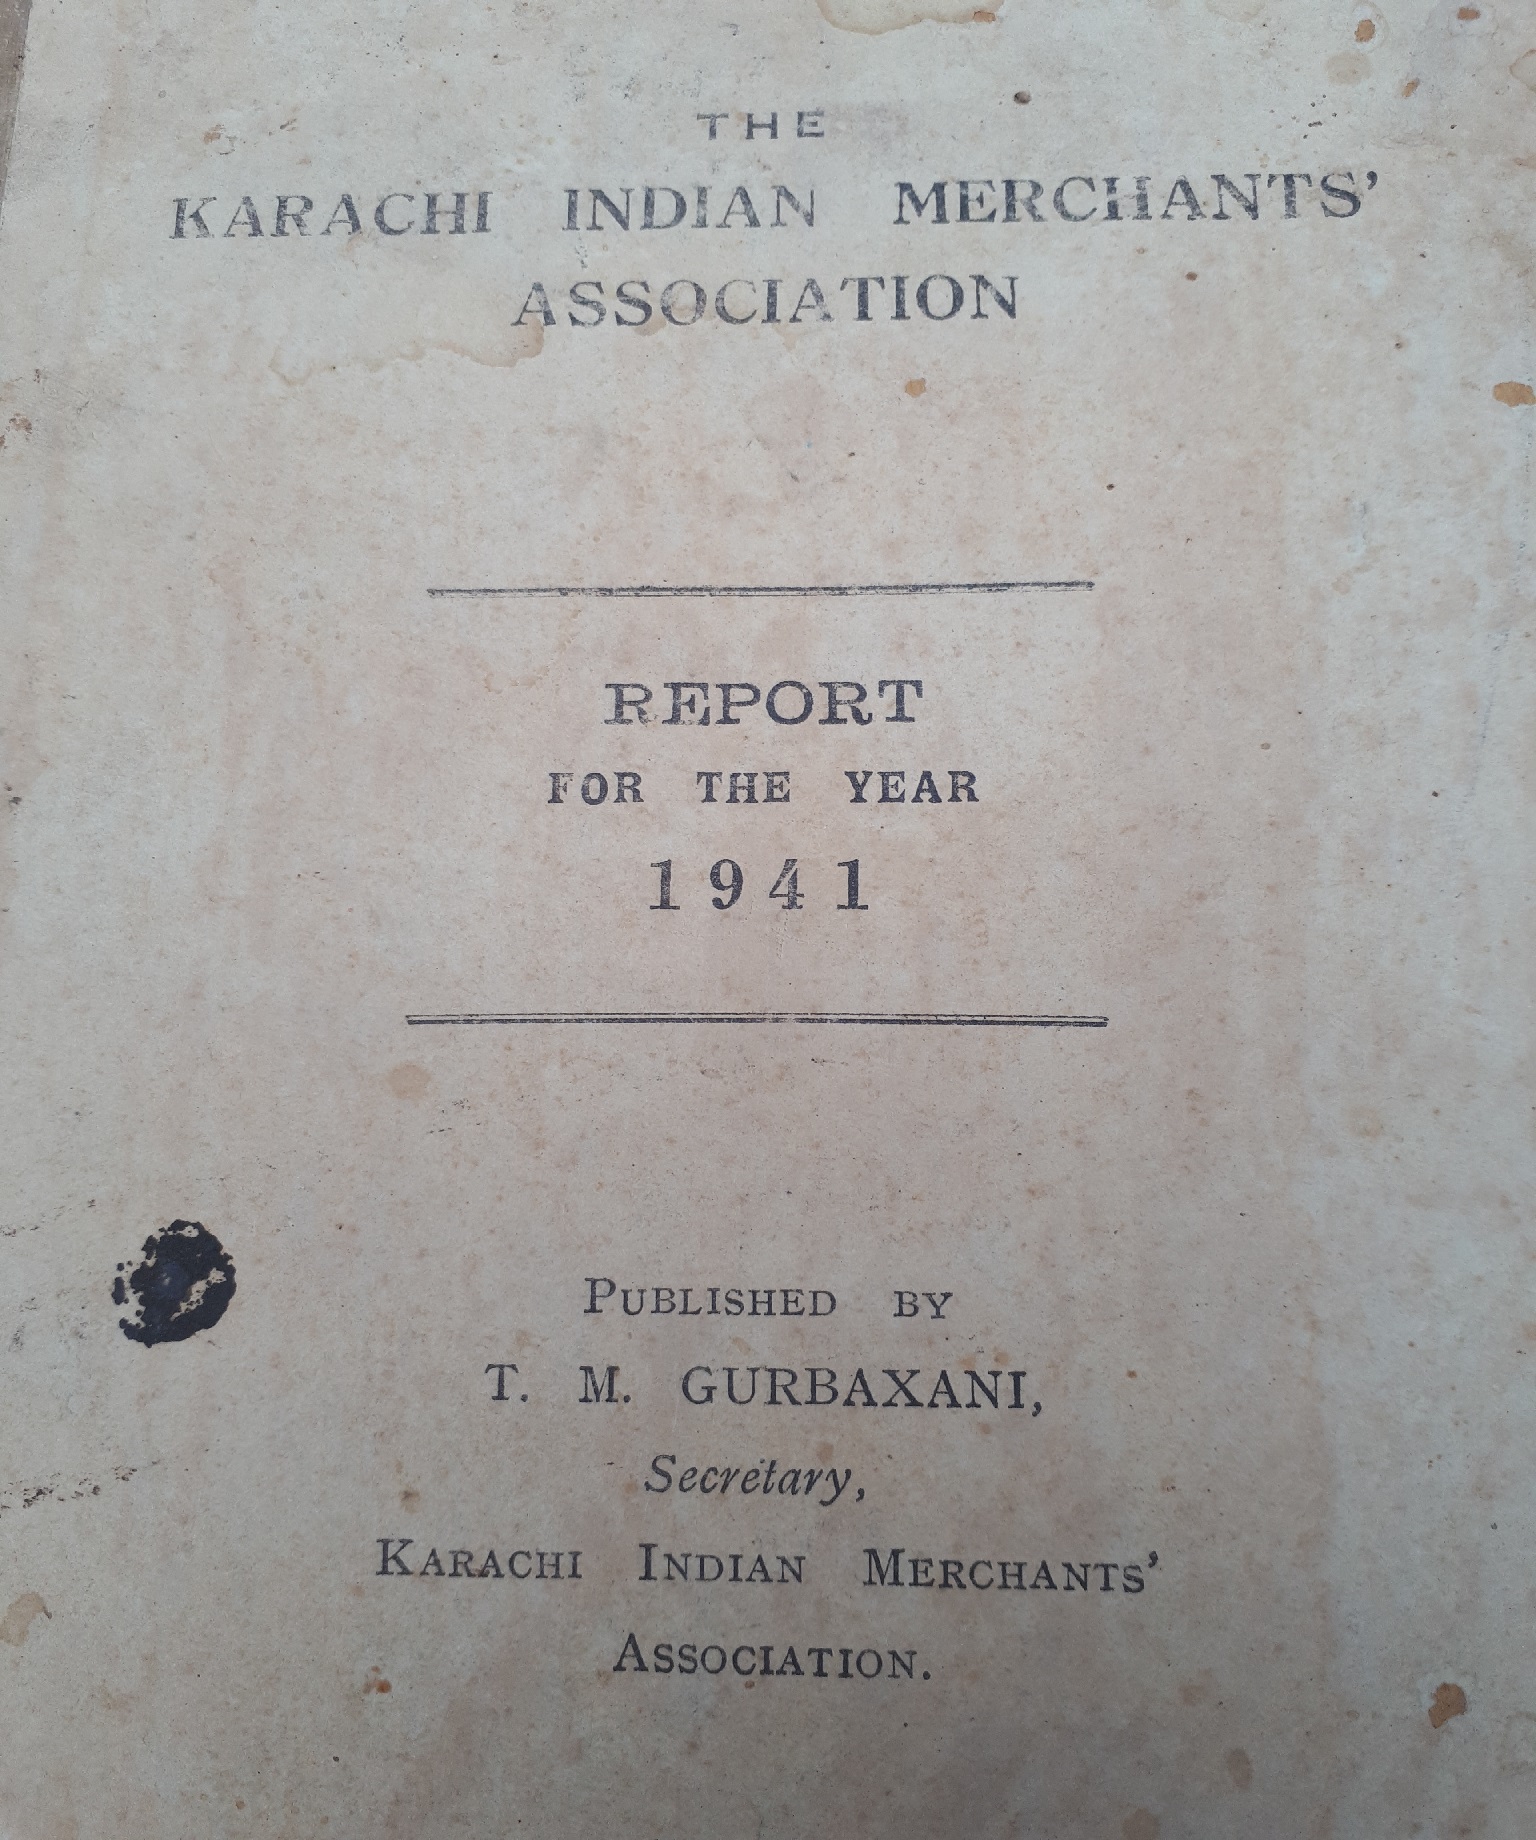 THE
KARACHI INDIAN MERCHANTS'
ASSOCIATION
REPORT
FOR THE YEAR
1941
PUBLISHED BY
T. M. GURBAXANI,
Secretary,
KARACHI INDIAN MERCHANTS'
ASSOCIATION.